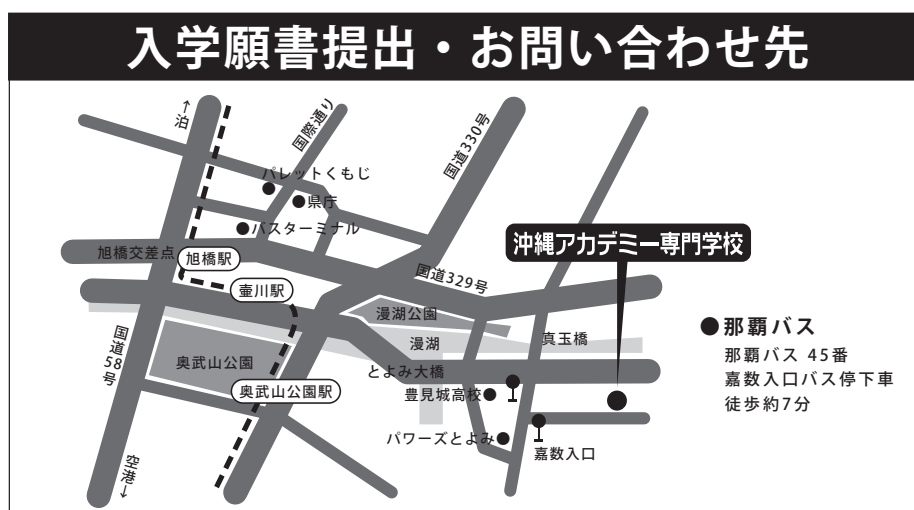 入学願書提出・お問い合わせ先
←泊
国際通り
国道330号
パレットくもじ
県庁
バスターミナル
沖縄アカデミー専門学校
旭橋交差点
旭橋駅
国道329号
壷川駅
漫湖公園
●那覇バス
国道58号
漫湖
真玉橋
那覇バス 45番
奥武山公園
とよみ大橋
嘉数入口バス停下車
奥武山公園駅
豊見城高校
徒歩約7分
パワーズとよみ
嘉数入口
空港→